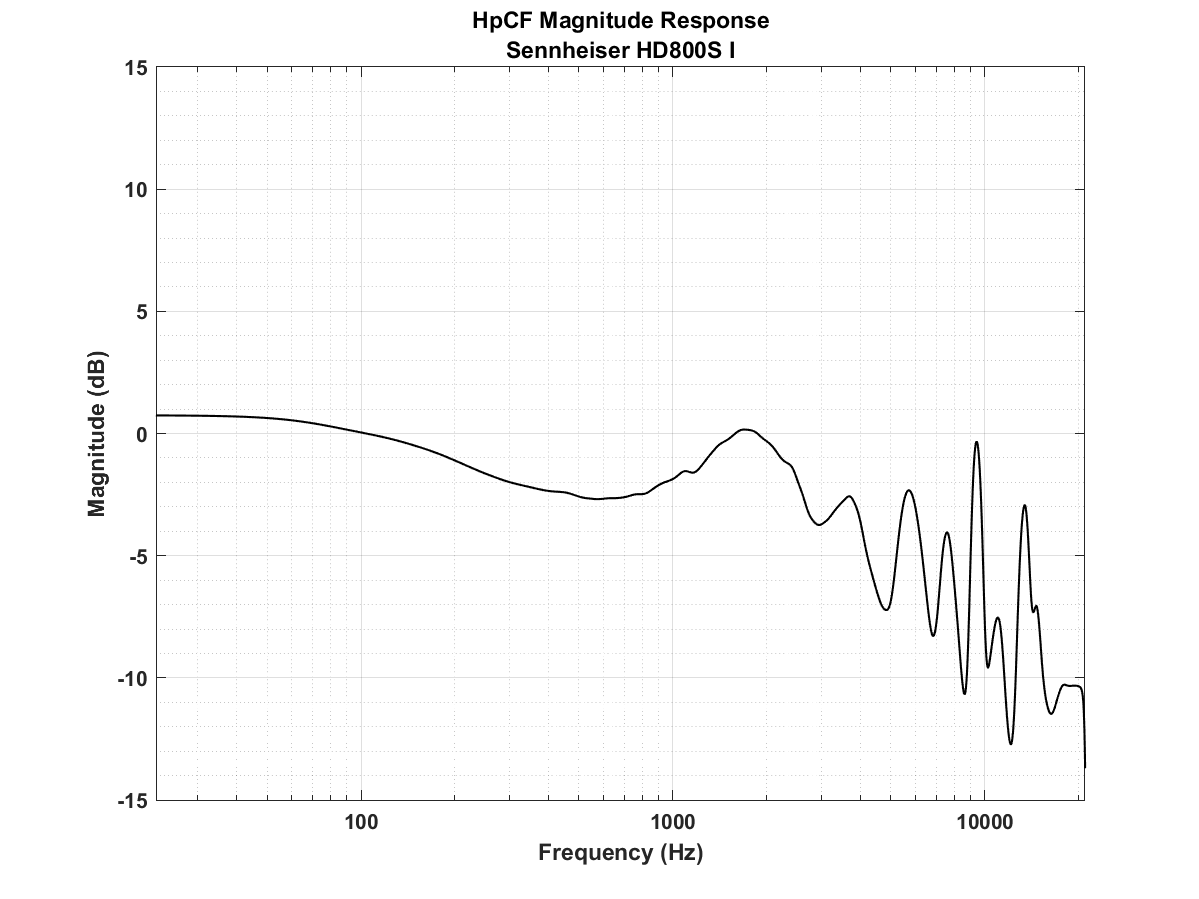 HpCF Magnitude Response
Sennheiser HD800S I
15
10
5
0
-5
-10
-15
Magnitude (dB)
100
1000
10000
Frequency (Hz)